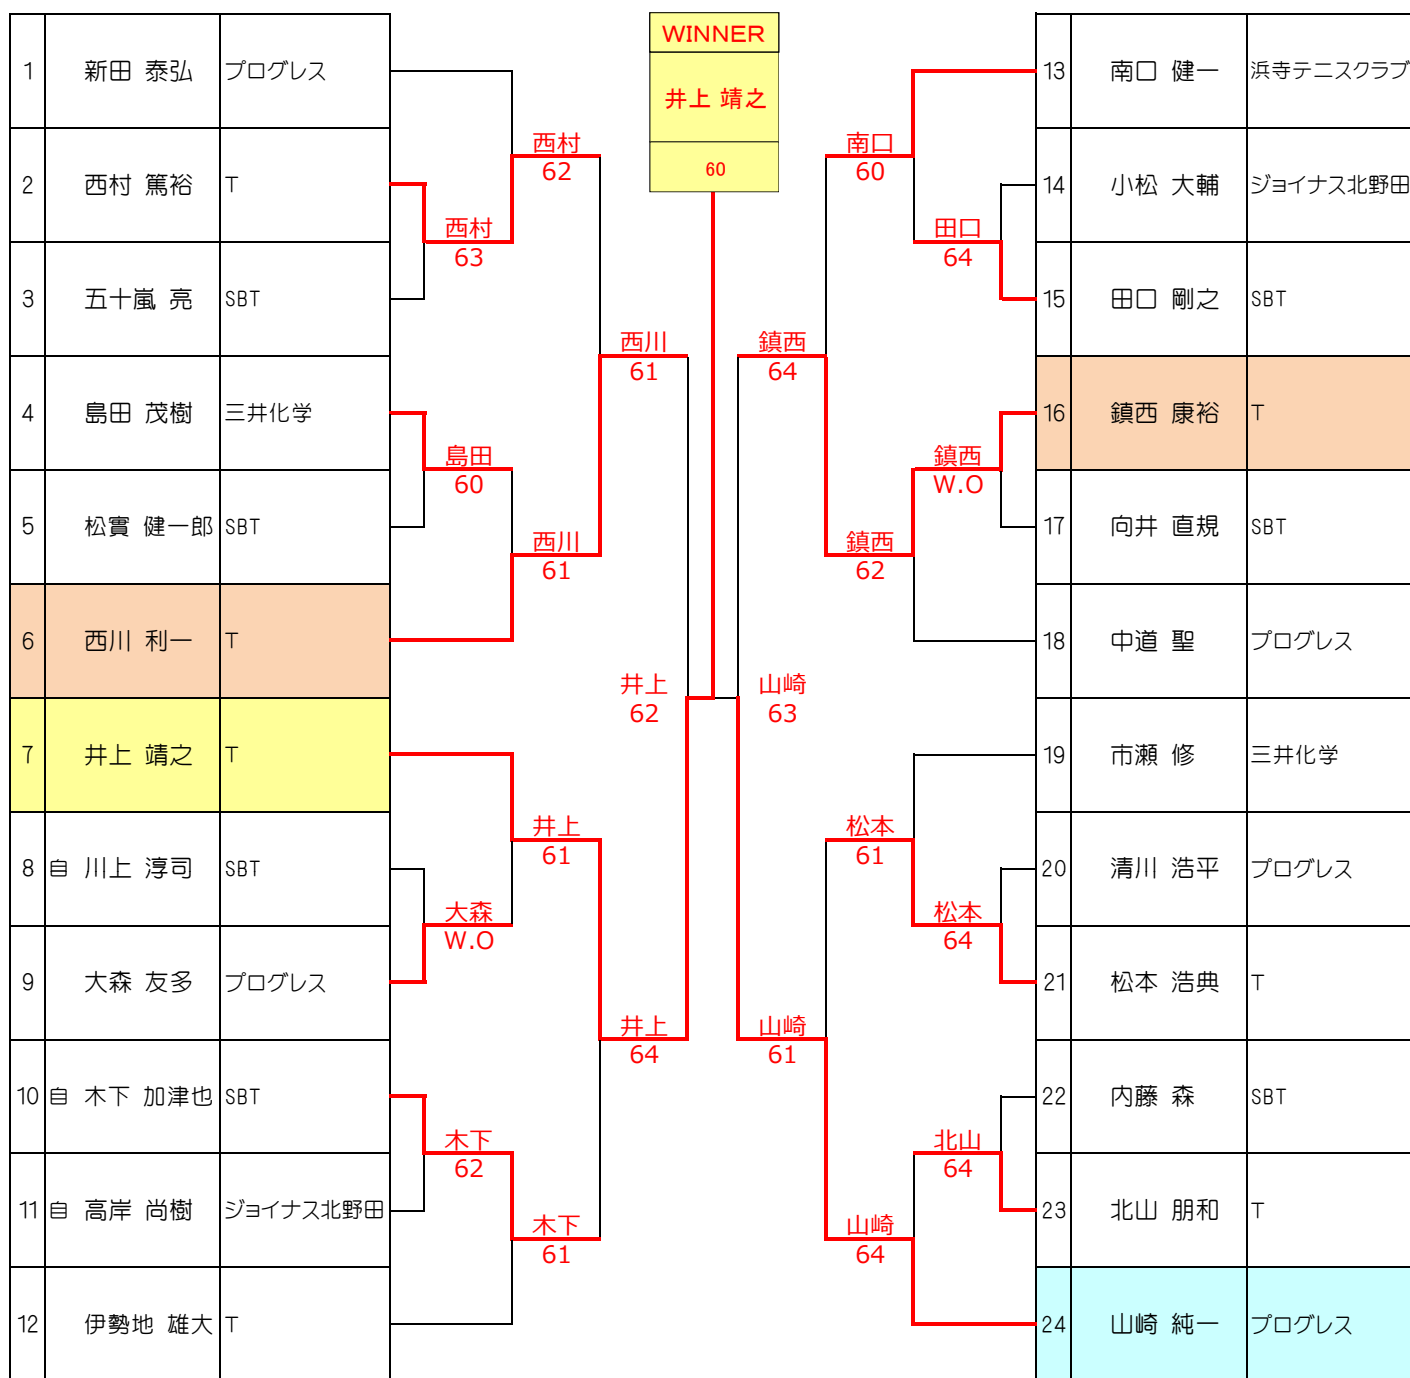 WINNER
井上 靖之
60
1 新田 泰弘 プログレス
2 西村 篤裕 T
3 五十嵐 亮 SBT
4 島田 茂樹 三井化学
5 松實 健一郎 SBT
6 西川 利一 T
7 井上 靖之 T
8 自 川上 淳司 SBT
9 大森 友多 プログレス
10 自 木下 加津也 SBT
11 自 高岸 尚樹 ジョイナス北野田
12 伊勢地 雄大 T
西村
63
島田
60
大森
W.O
木下
62
西村
62
西川
61
井上
61
木下
61
西川
61
井上
64
井上
62
山崎
63
鎮西
64
山崎
61
南口
60
鎮西
62
松本
61
山崎
64
田口
64
鎮西
W.O
松本
64
北山
64
13 南口 健一 浜寺テニスクラブ
14 小松 大輔 ジョイナス北野田
15 田口 剛之 SBT
16 鎮西 康裕 T
17 向井 直規 SBT
18 中道 聖 プログレス
19 市瀬 修 三井化学
20 清川 浩平 プログレス
21 松本 浩典 T
22 内藤 森 SBT
23 北山 朋和 T
24 山崎 純一 プログレス